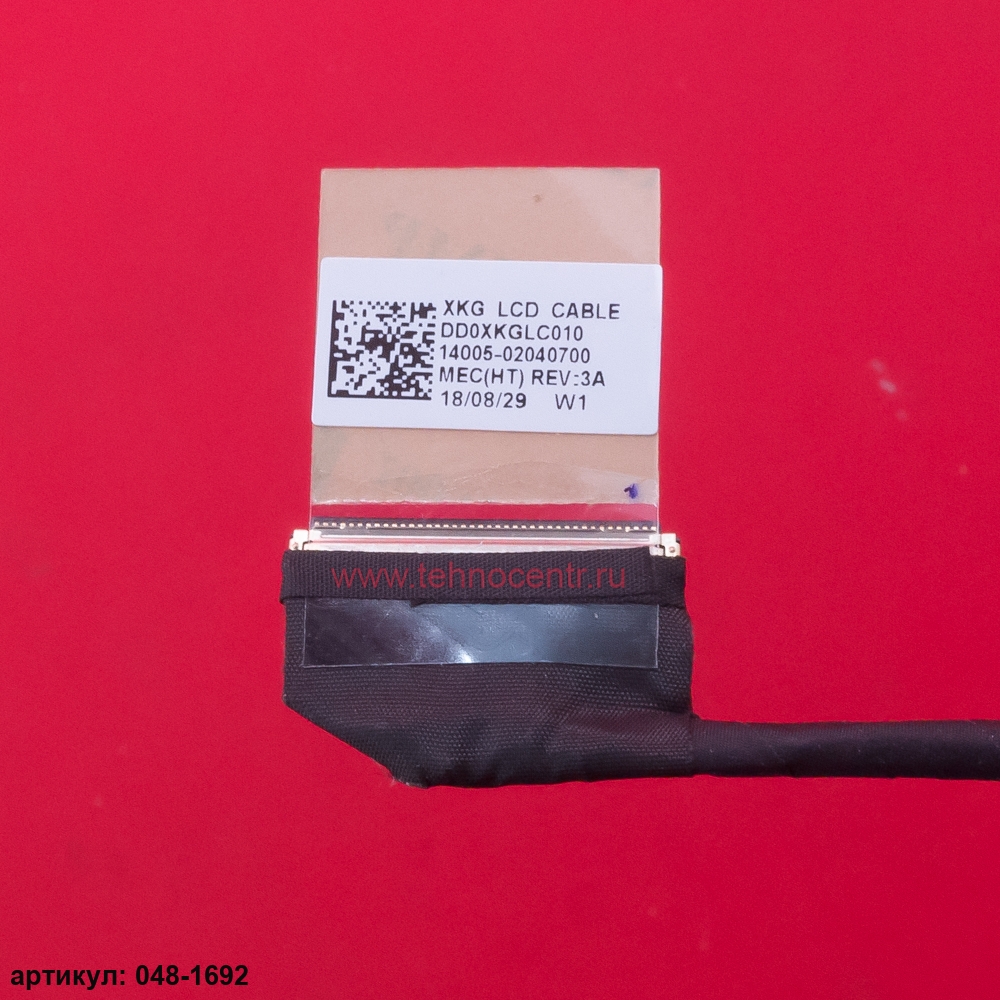 XKG LCD CABLE
DD0XKGLC010
14005-02040700
MEC(HT) REV:3A
18/08/29 W1
www.tehnocentr.ru
артикул: 048-1692